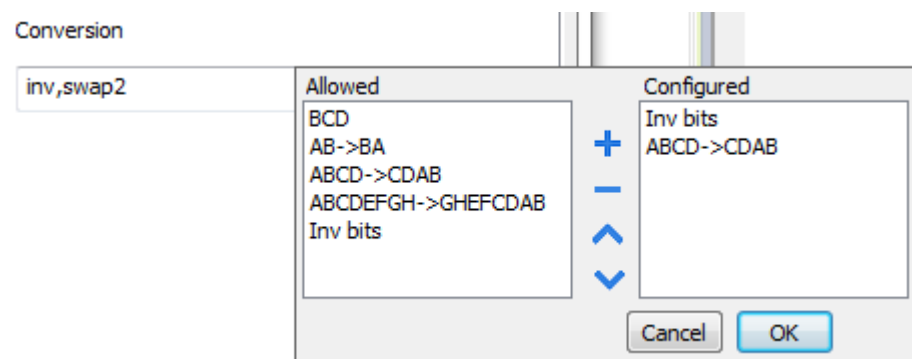 Conversion
inv,swap2
Allowed
BCD
AB->BA
ABCD->CDAB
ABCDEFGH->GHEFCDAB
Inv bits
Configured
Inv bits
ABCD->CDAB
Cancel
OK